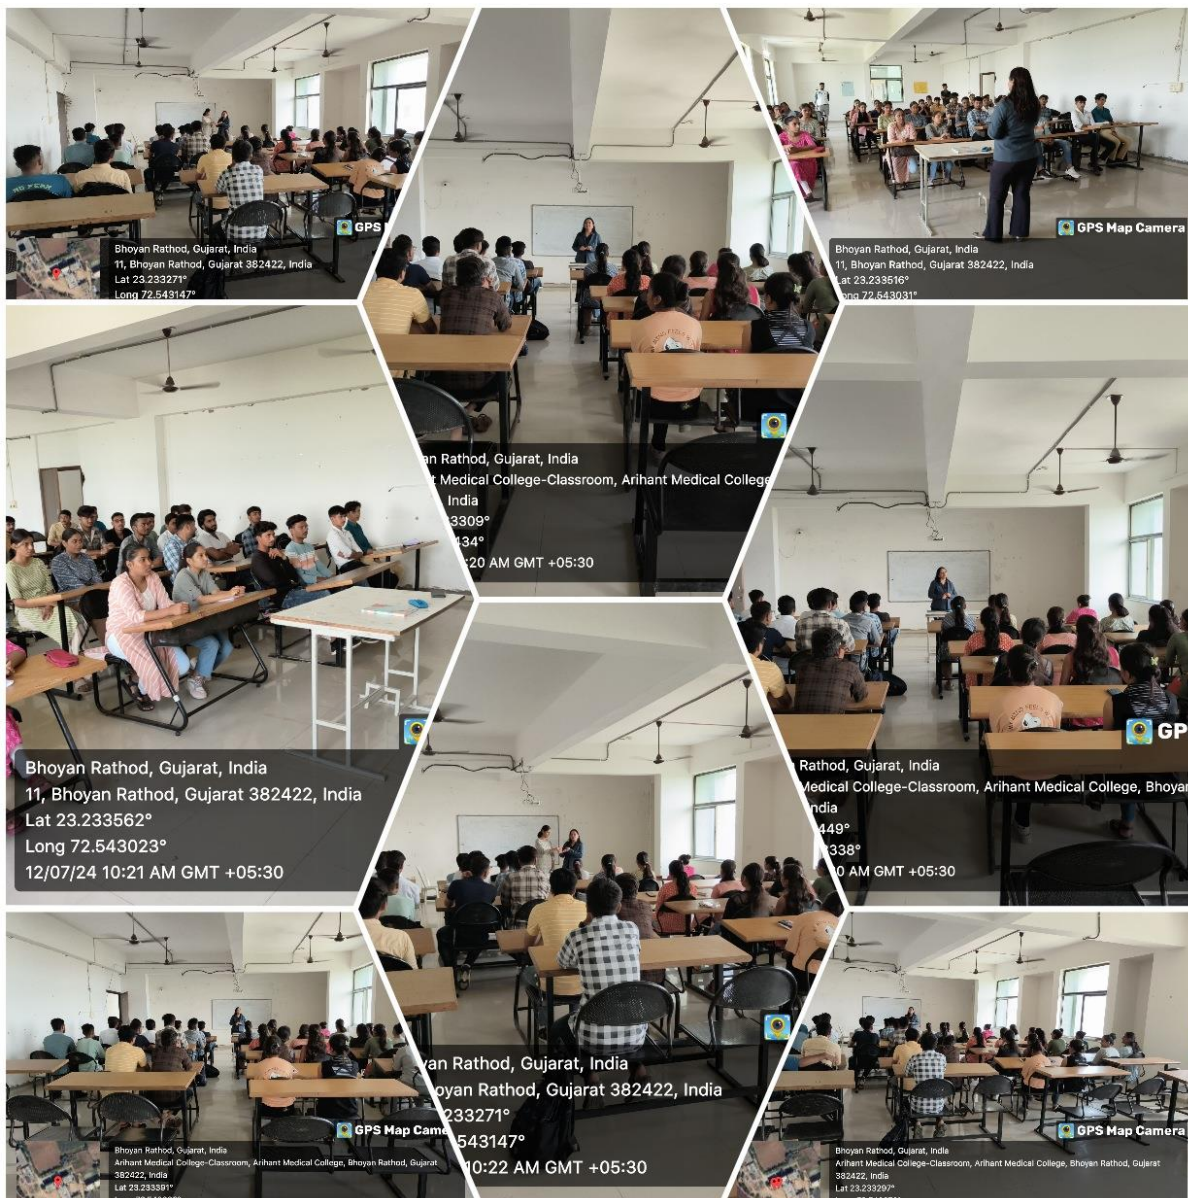 GPS
Bhoyan Rathod, Gujarat, India
11, Bhoyan Rathod, Gujarat 382422, India
Lat 23.233271°
Long 72.543147°
an Rathod, Gujarat, India
t Medical College-Classroom, Arihant Medical College
India
3309°
434°
:20 AM GMT +05:30
GPS Map Camera
Bhoyan Rathod, Gujarat, India
11, Bhoyan Rathod, Gujarat 382422, India
Lat 23.233516°
ong 72.543031°
Bhoyan Rathod, Gujarat, India
11, Bhoyan Rathod, Gujarat 382422, India
Lat 23.233562°
Long 72.543023°
12/07/24 10:21 AM GMT +05:30
GP
Rathod, Gujarat, India
Medical College-Classroom, Arihant Medical College, Bhoyan
ndia
449°
338°
0 AM GMT +05:30
GPS Map Came
Bhoyan Rathod, Gujarat, India
Arihant Medical College-Classroom, Arihant Medical College, Bhoyan Rathod, Gujarat
382422, India
Lat 23.233391°
yan Rathod, Gujarat, India
oyan Rathod, Gujarat 382422, India
233271°
543147°
10:22 AM GMT +05:30
GPS Map Camera
Bhoyan Rathod, Gujarat, India
Arihant Medical College-Classroom, Arihant Medical College, Bhoyan Rathod, Gujarat
382422, India
Lat 23.233297°